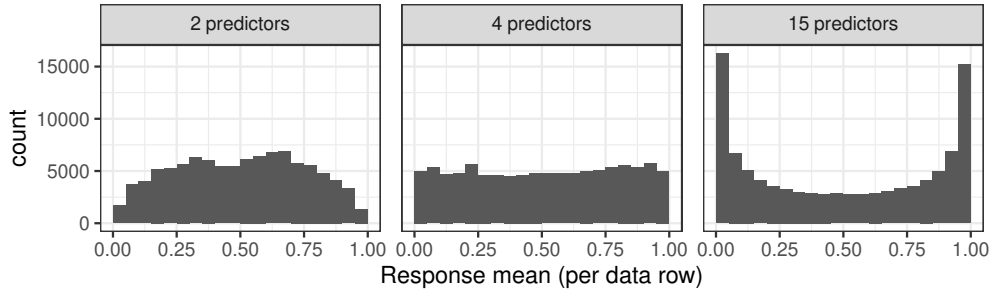 2 predictors 4 predictors 15 predictors
count
15000
10000
5000
0
0.00 0.25 0.50 0.75 1.00 0.00 0.25 0.50 0.75 1.00 0.00 0.25 0.50 0.75 1.00
Response mean (per data row)